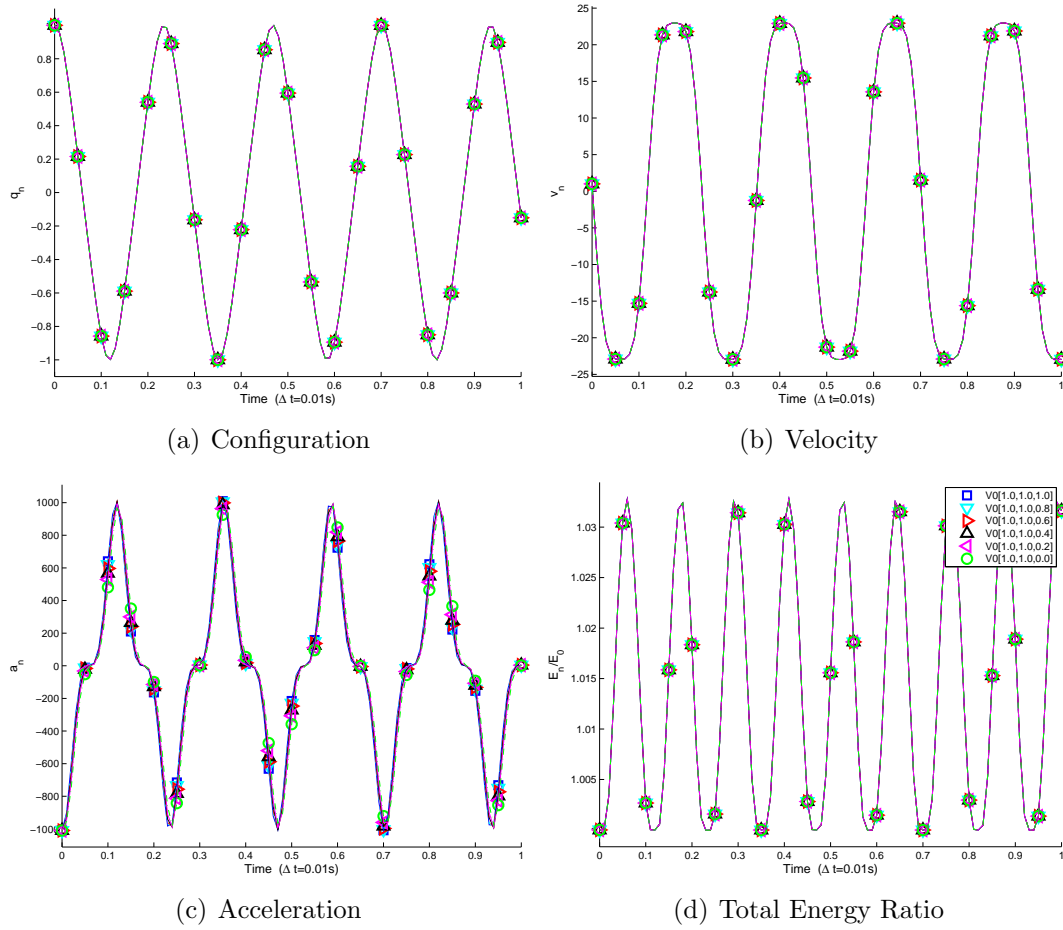 0.8
0.6
0.4
0.2
0
−0.2
−0.4
−0.6
−0.8
−1
q_n
0 0.1 0.2 0.3 0.4 0.5 0.6 0.7 0.8 0.9 1
Time (Δ t=0.01s)
(a) Configuration
25
20
15
10
5
0
−5
−10
−15
−20
−25
v_n
0 0.1 0.2 0.3 0.4 0.5 0.6 0.7 0.8 0.9 1
Time (Δ t=0.01s)
(b) Velocity
1000
800
600
400
200
0
−200
−400
−600
−800
−1000
a_n
0 0.1 0.2 0.3 0.4 0.5 0.6 0.7 0.8 0.9 1
Time (Δ t=0.01s)
(c) Acceleration
1.03
1.025
1.02
1.015
1.01
1.005
1
E_n/E_0
V0[1.0,1.0,1.0]
V0[1.0,1.0,0.8]
V0[1.0,1.0,0.6]
V0[1.0,1.0,0.4]
V0[1.0,1.0,0.2]
V0[1.0,1.0,0.0]
0 0.1 0.2 0.3 0.4 0.5 0.6 0.7 0.8 0.9 1
Time (Δ t=0.01s)
(d) Total Energy Ratio